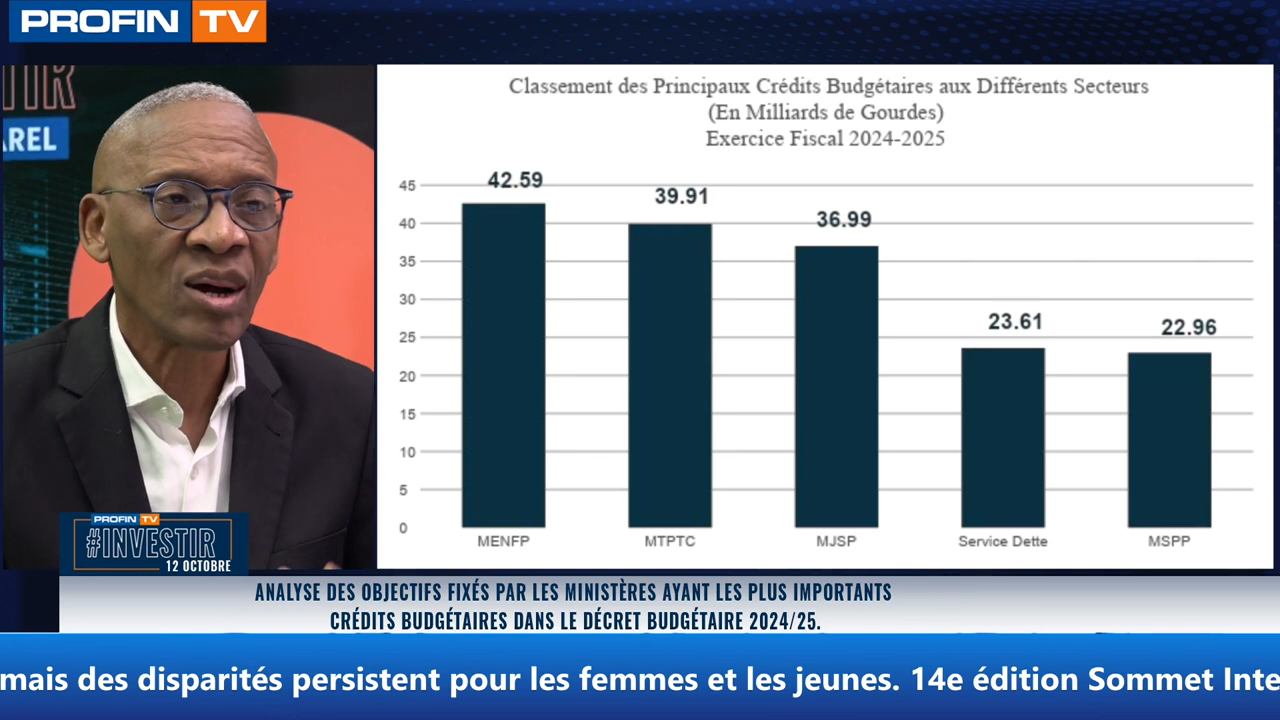 PROFIN TV
TIR
AREL
Classement des Principaux Crédits Budgétaires aux Différents Secteurs
(En Milliards de Gourdes)
Exercice Fiscal 2024-2025
42.59
39.91
36.99
23.61
22.96
45
40
35
30
25
20
15
10
5
0
MENFP
MTPTC
MJSP
Service Dette
MSPP
PROFIN TV
#INVESTIR
12 OCTOBRE
ANALYSE DES OBJECTIFS FIXÉS PAR LES MINISTÈRES AYANT LES PLUS IMPORTANTS
CRÉDITS BUDGÉTAIRES DANS LE DÉCRET BUDGÉTAIRE 2024/25.
mais des disparités persistent pour les femmes et les jeunes. 14e édition Sommet Inte